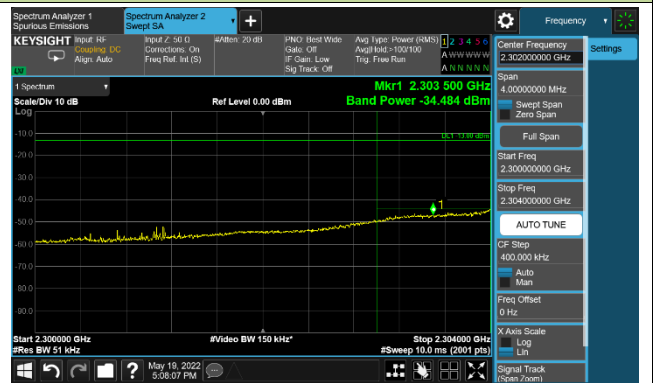 Spectrum Analyzer 1
Spurious Emissions
Spectrum Analyzer 2
Swept SA
Frequency
KEYSIGHT
Input: RF
Coupling: DC
Align: Auto
Input Z: 50 Ω
Corrections: On
Freq Ref: Int (S)
#Atten: 20 dB
PNO: Best Wide
Gate: Off
IF Gain: Low
Sig Track: Off
Avg Type: Power (RMS)
Avg|Hold:>100/100
Trig: Free Run
1 2 3 4 5 6
A W W W W W
A N N N N N
LV
1 Spectrum
Scale/Div 10 dB
Log
Ref Level 0.00 dBm
Mkr1 2.303 500 GHz
Band Power -34.484 dBm
DL1 -13.00 dBm
-10.0
-20.0
-30.0
-40.0
-50.0
-60.0
-70.0
-80.0
-90.0
1
Start 2.300000 GHz
#Res BW 51 kHz
#Video BW 150 kHz*
Stop 2.304000 GHz
#Sweep 10.0 ms (2001 pts)
May 19, 2022
5:08:07 PM
Settings
Center Frequency
2.302000000 GHz
Span
4.00000000 MHz
Swept Span
Zero Span
Full Span
Start Freq
2.300000000 GHz
Stop Freq
2.304000000 GHz
AUTO TUNE
CF Step
400.000 kHz
Auto
Man
Freq Offset
0 Hz
X Axis Scale
Log
Lin
Signal Track
(Span Zoom)